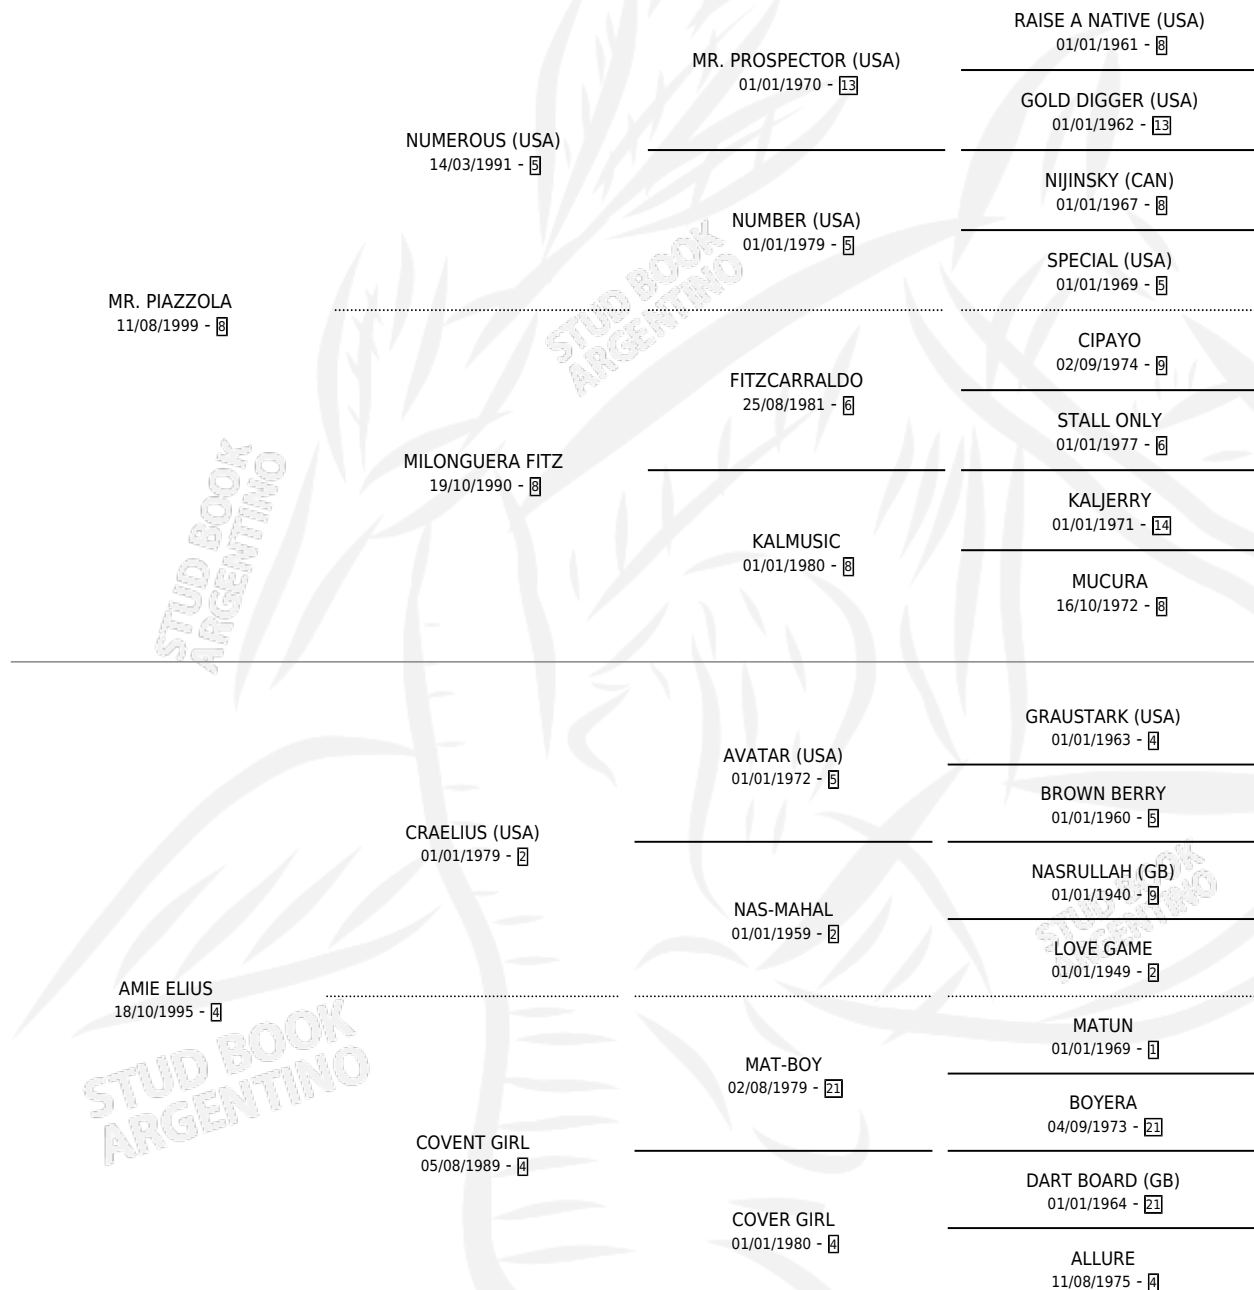 RAISE A NATIVE (USA)
01/01/1961 - 8
MR. PROSPECTOR (USA)
01/01/1970 - 13
GOLD DIGGER (USA)
01/01/1962 - 13
NUMEROUS (USA)
14/03/1991 - 5
NIJINSKY (CAN)
01/01/1967 - 8
NUMBER (USA)
01/01/1979 - 5
SPECIAL (USA)
01/01/1969 - 5
MR. PIAZZOLA
11/08/1999 - 8
CIPAYO
02/09/1974 - 9
FITZCARRALDO
25/08/1981 - 6
STALL ONLY
01/01/1977 - 6
MILONGUERA FITZ
19/10/1990 - 8
KALJERRY
01/01/1971 - 14
KALMUSIC
01/01/1980 - 8
MUCURA
16/10/1972 - 8
GRAUSTARK (USA)
01/01/1963 - 4
AVATAR (USA)
01/01/1972 - 5
BROWN BERRY
01/01/1960 - 5
CRAELIUS (USA)
01/01/1979 - 2
NASRULLAH (GB)
01/01/1940 - 9
NAS-MAHAL
01/01/1959 - 2
LOVE GAME
01/01/1949 - 2
AMIE ELIUS
18/10/1995 - 4
MATUN
01/01/1969 - 1
MAT-BOY
02/08/1979 - 21
BOYERA
04/09/1973 - 21
COVENT GIRL
05/08/1989 - 4
DART BOARD (GB)
01/01/1964 - 21
COVER GIRL
01/01/1980 - 4
ALLURE
11/08/1975 - 4
STUD BOOK
ARGENTINO
STUD BOOK
ARGENTINO
STUD BOOK
ARGENTINO
STUD BOOK
ARGENTINO